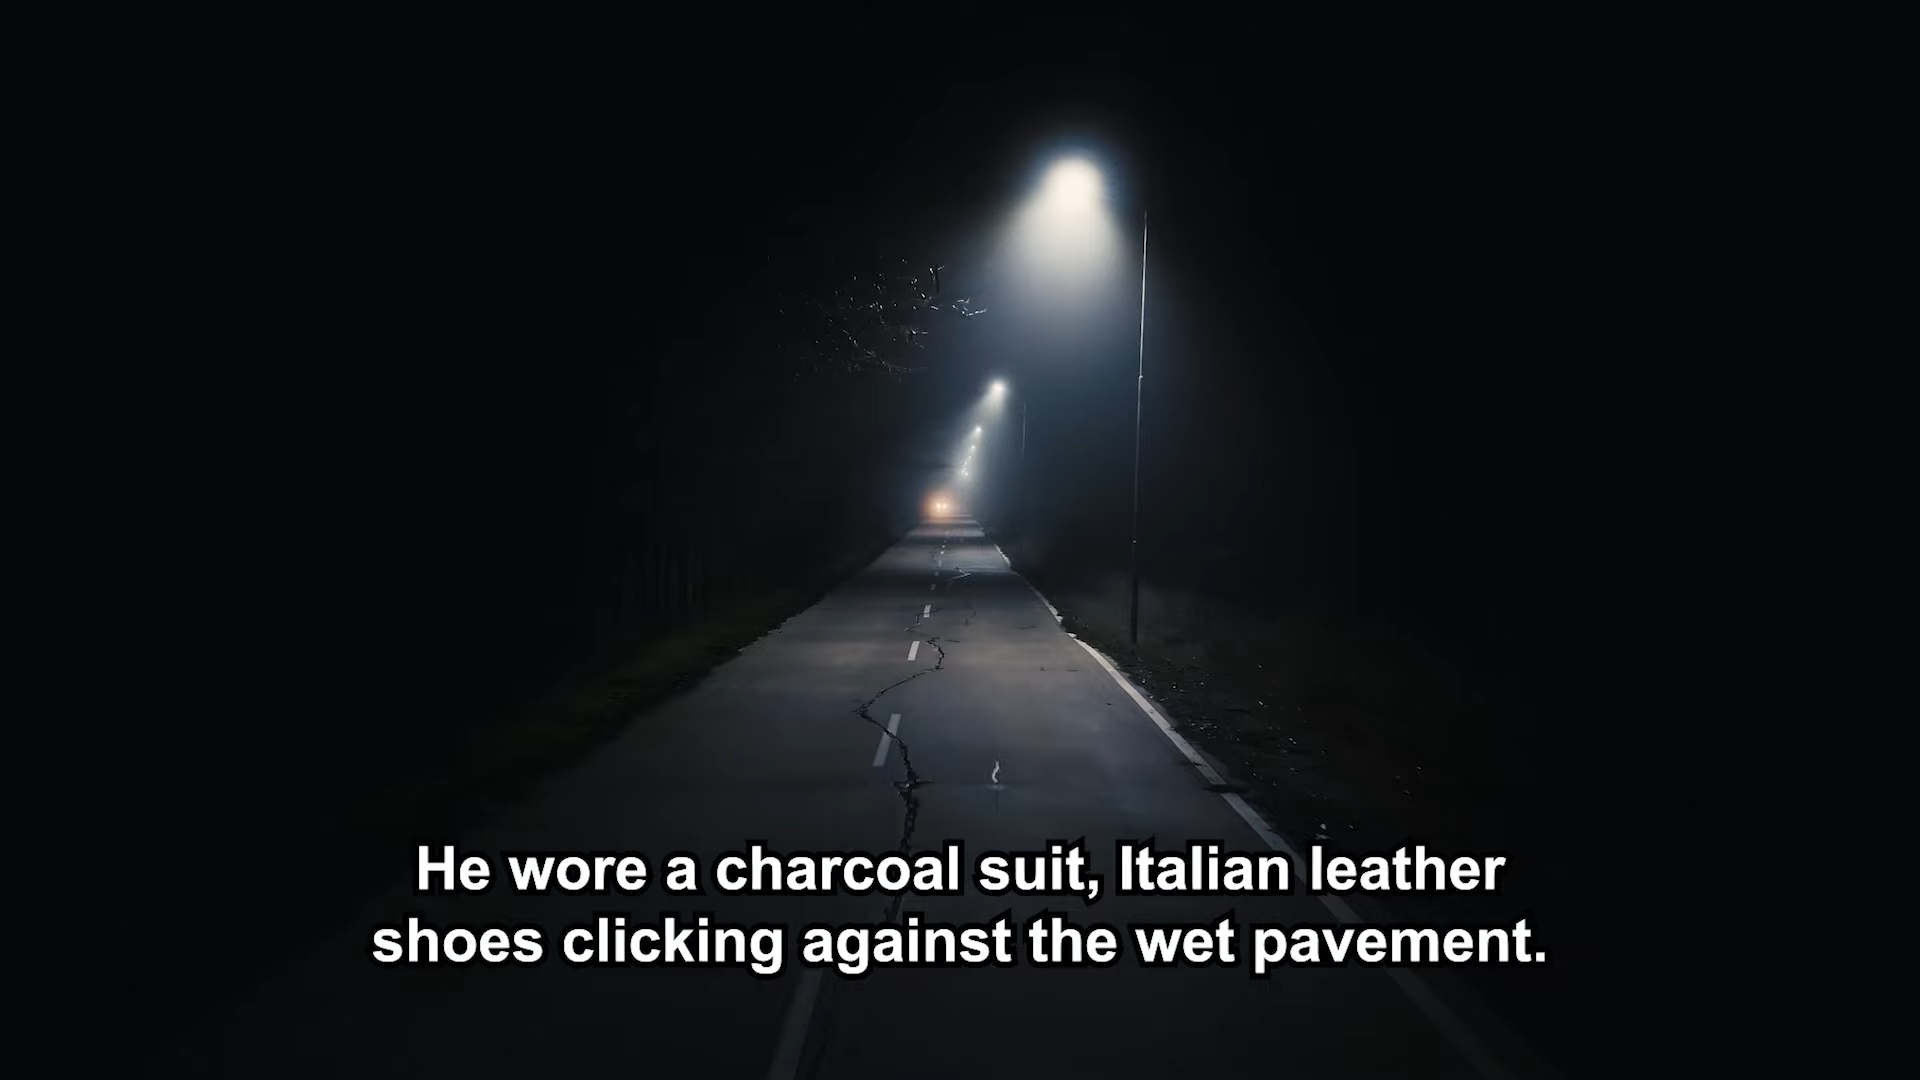 He wore a charcoal suit, Italian leather
shoes clicking against the wet pavement.